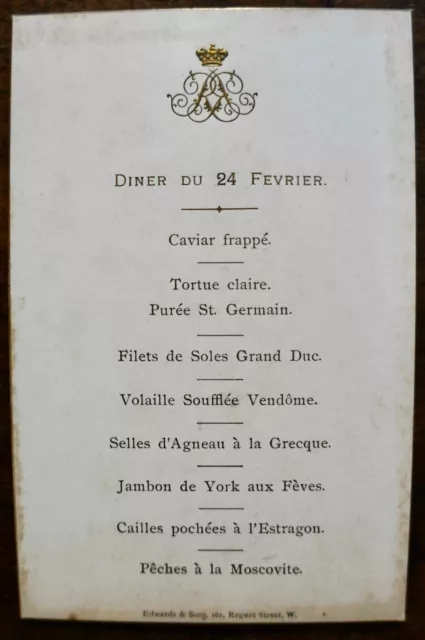 DINER DU 24 FEVRIER.
Caviar frappé.
Tortue claire.
Purée St. Germain.
Filets de Soles Grand Duc.
Volaille Soufflée Vendôme.
Selles d'Agneau à la Grecque.
Jambon de York aux Fèves.
Cailles pochées à l'Estragon.
Pêches à la Moscovite.
Edwards & Sons, 161, Regent Street, W.